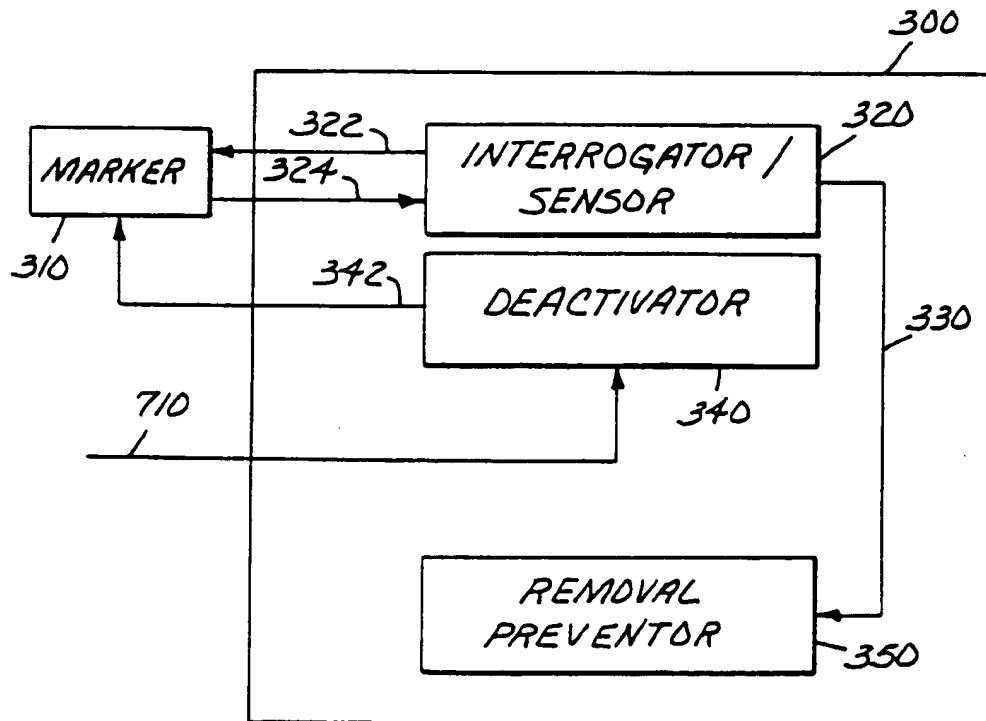 300
322
INTERROGATOR /
SENSOR
320
MARKER
324
310
342
DEACTIVATOR
330
710
340
REMOVAL
PREVENTOR
350